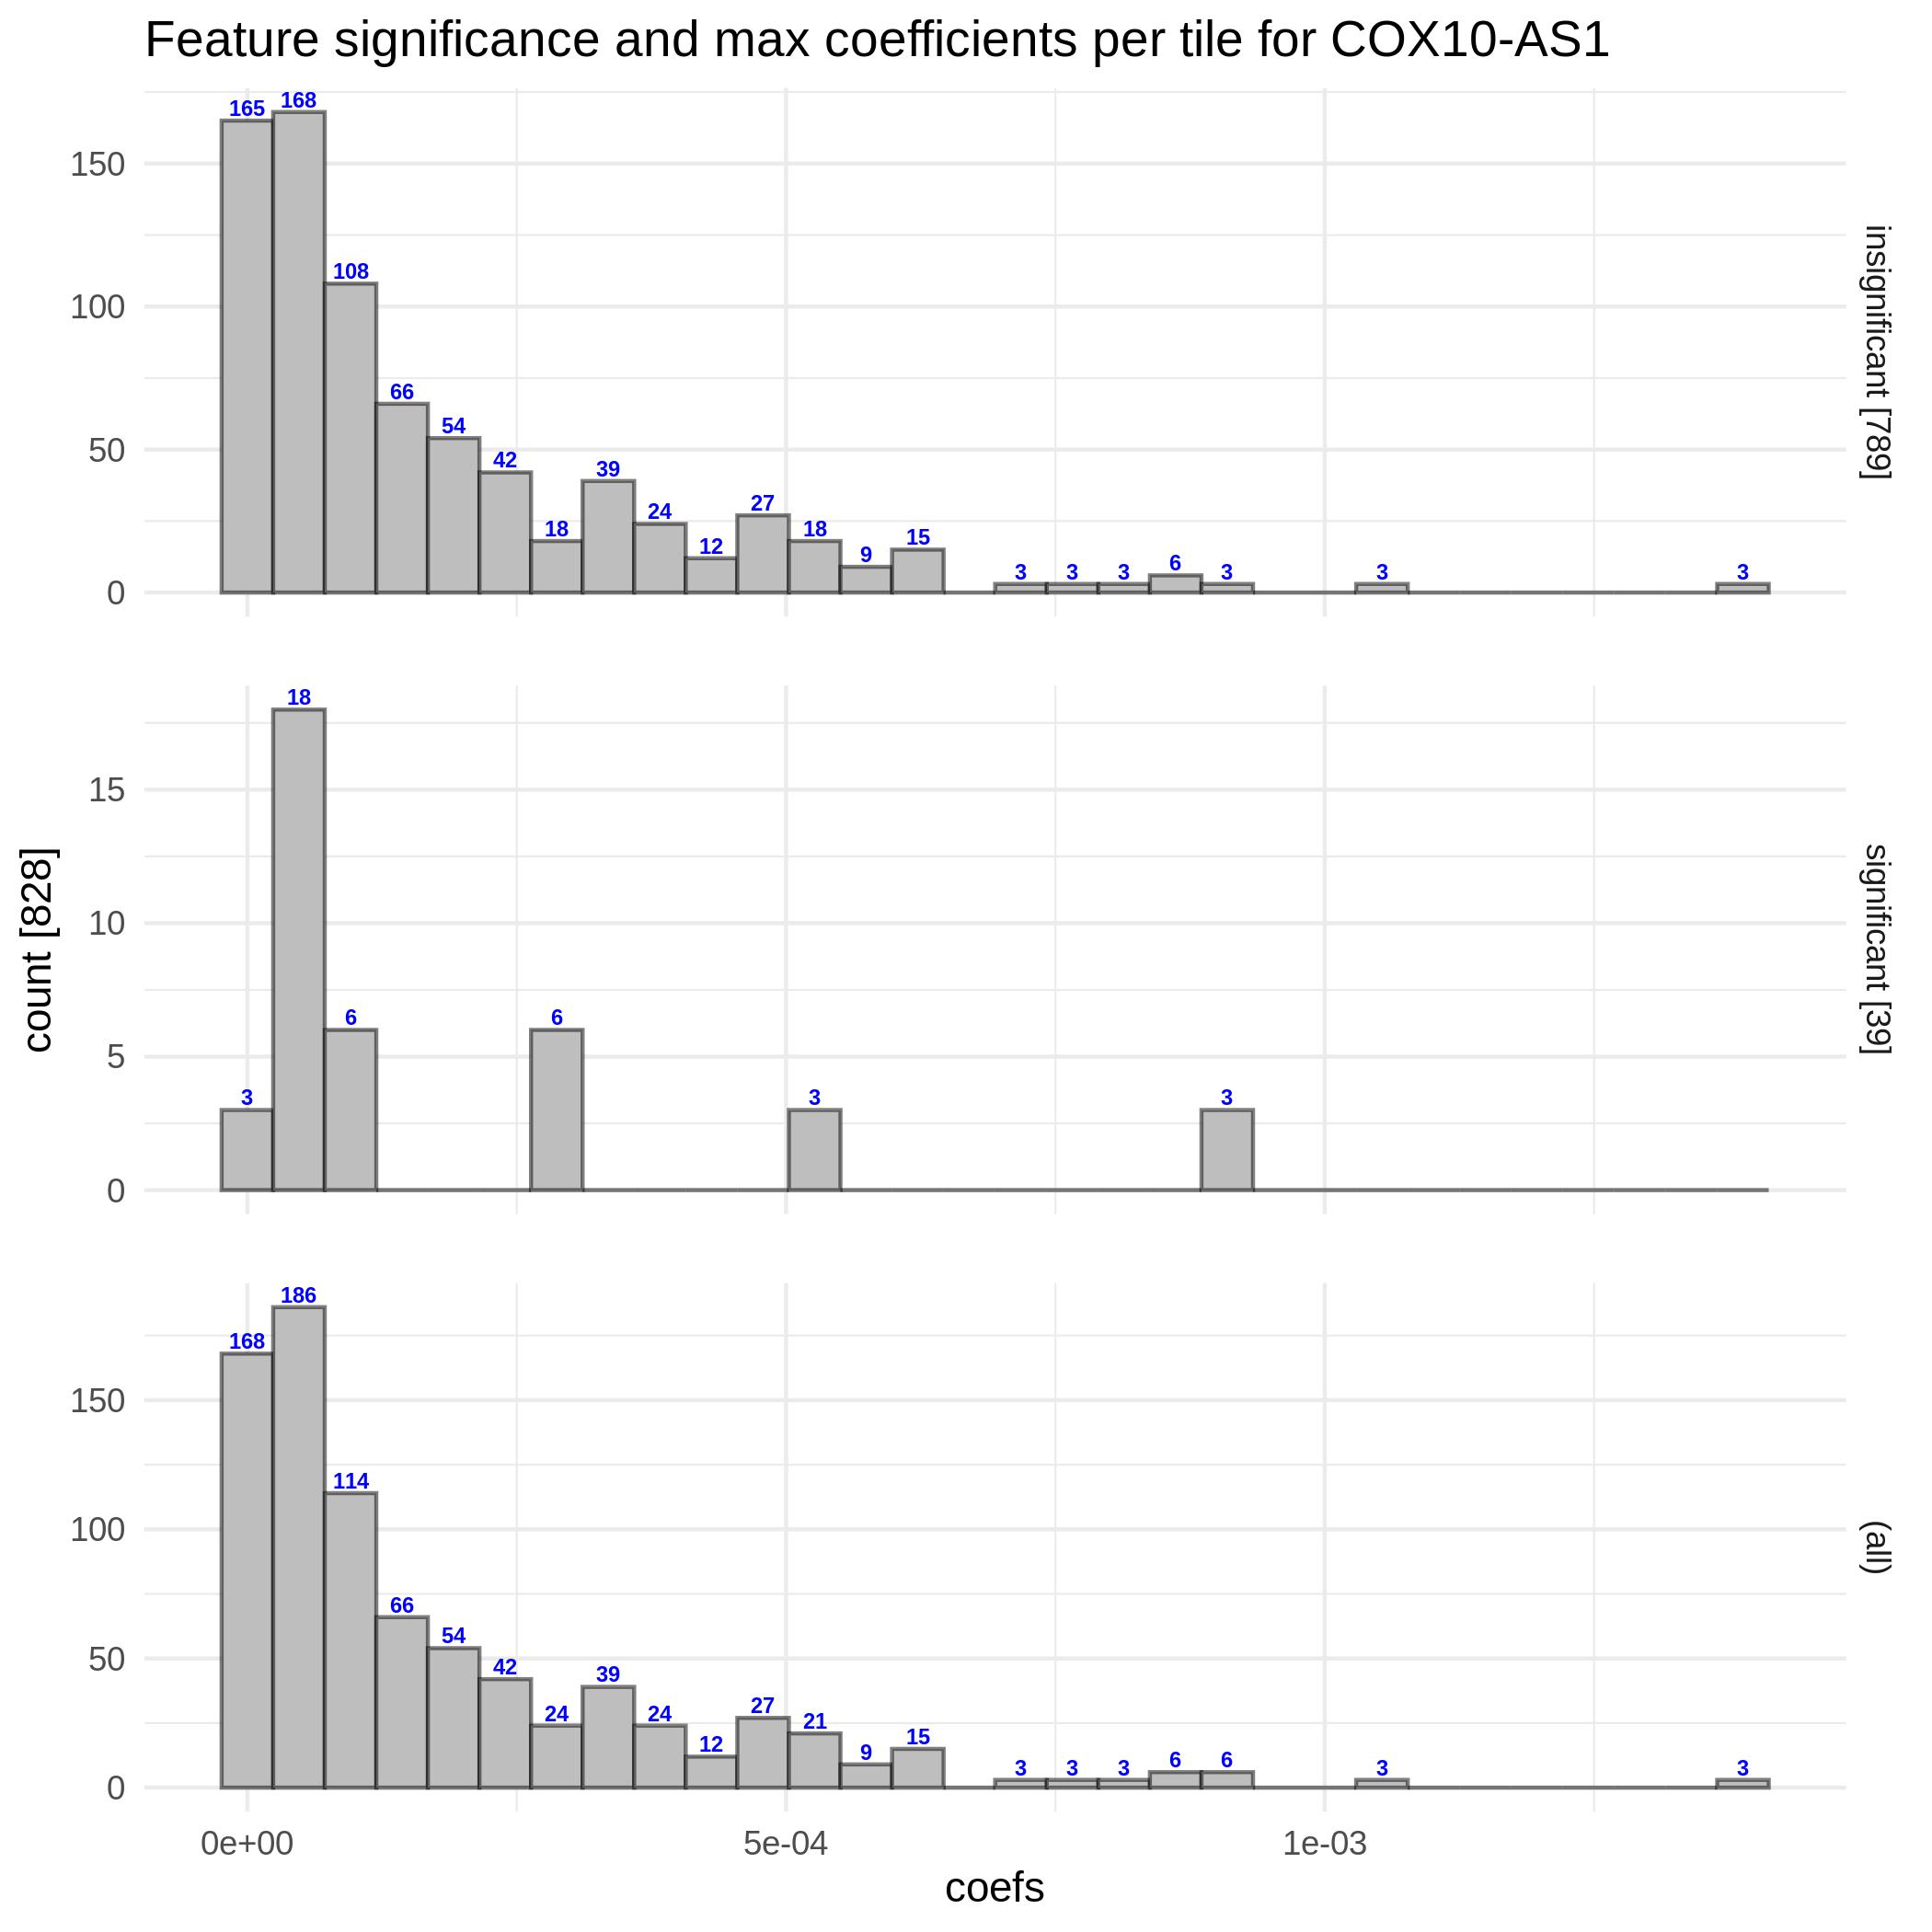 Feature significance and max coefficients per tile for COX10-AS1
165 168 108 66 54 42 18 39 24 12 27 18 9 15 3 3 3 6 3 3 3
150
100
50
0
insignificant [789]
18 3 6 6 3 3
15
10
5
0
significant [39]
count [828]
168 186 114 66 54 42 24 39 24 12 27 21 9 15 3 3 3 6 6 3 3
150
100
50
0
(all)
0e+00 5e-04 1e-03
coefs